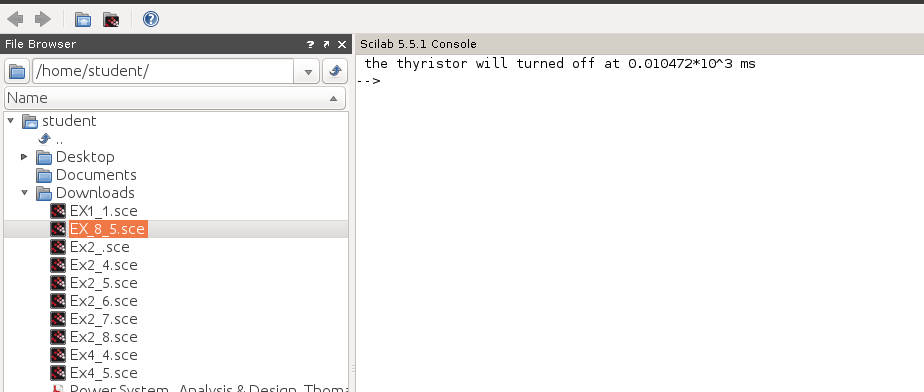 File Browser
/home/student/
Name
student
..
Desktop
Documents
Downloads
EX1_1.sce
EX_8_5.sce
Ex2_.sce
Ex2_4.sce
Ex2_5.sce
Ex2_6.sce
Ex2_7.sce
Ex2_8.sce
Ex4_4.sce
Ex4_5.sce
Power System, Analysis & Design, Thoma
Scilab 5.5.1 Console
the thyristor will turned off at 0.010472*10^3 ms
-->